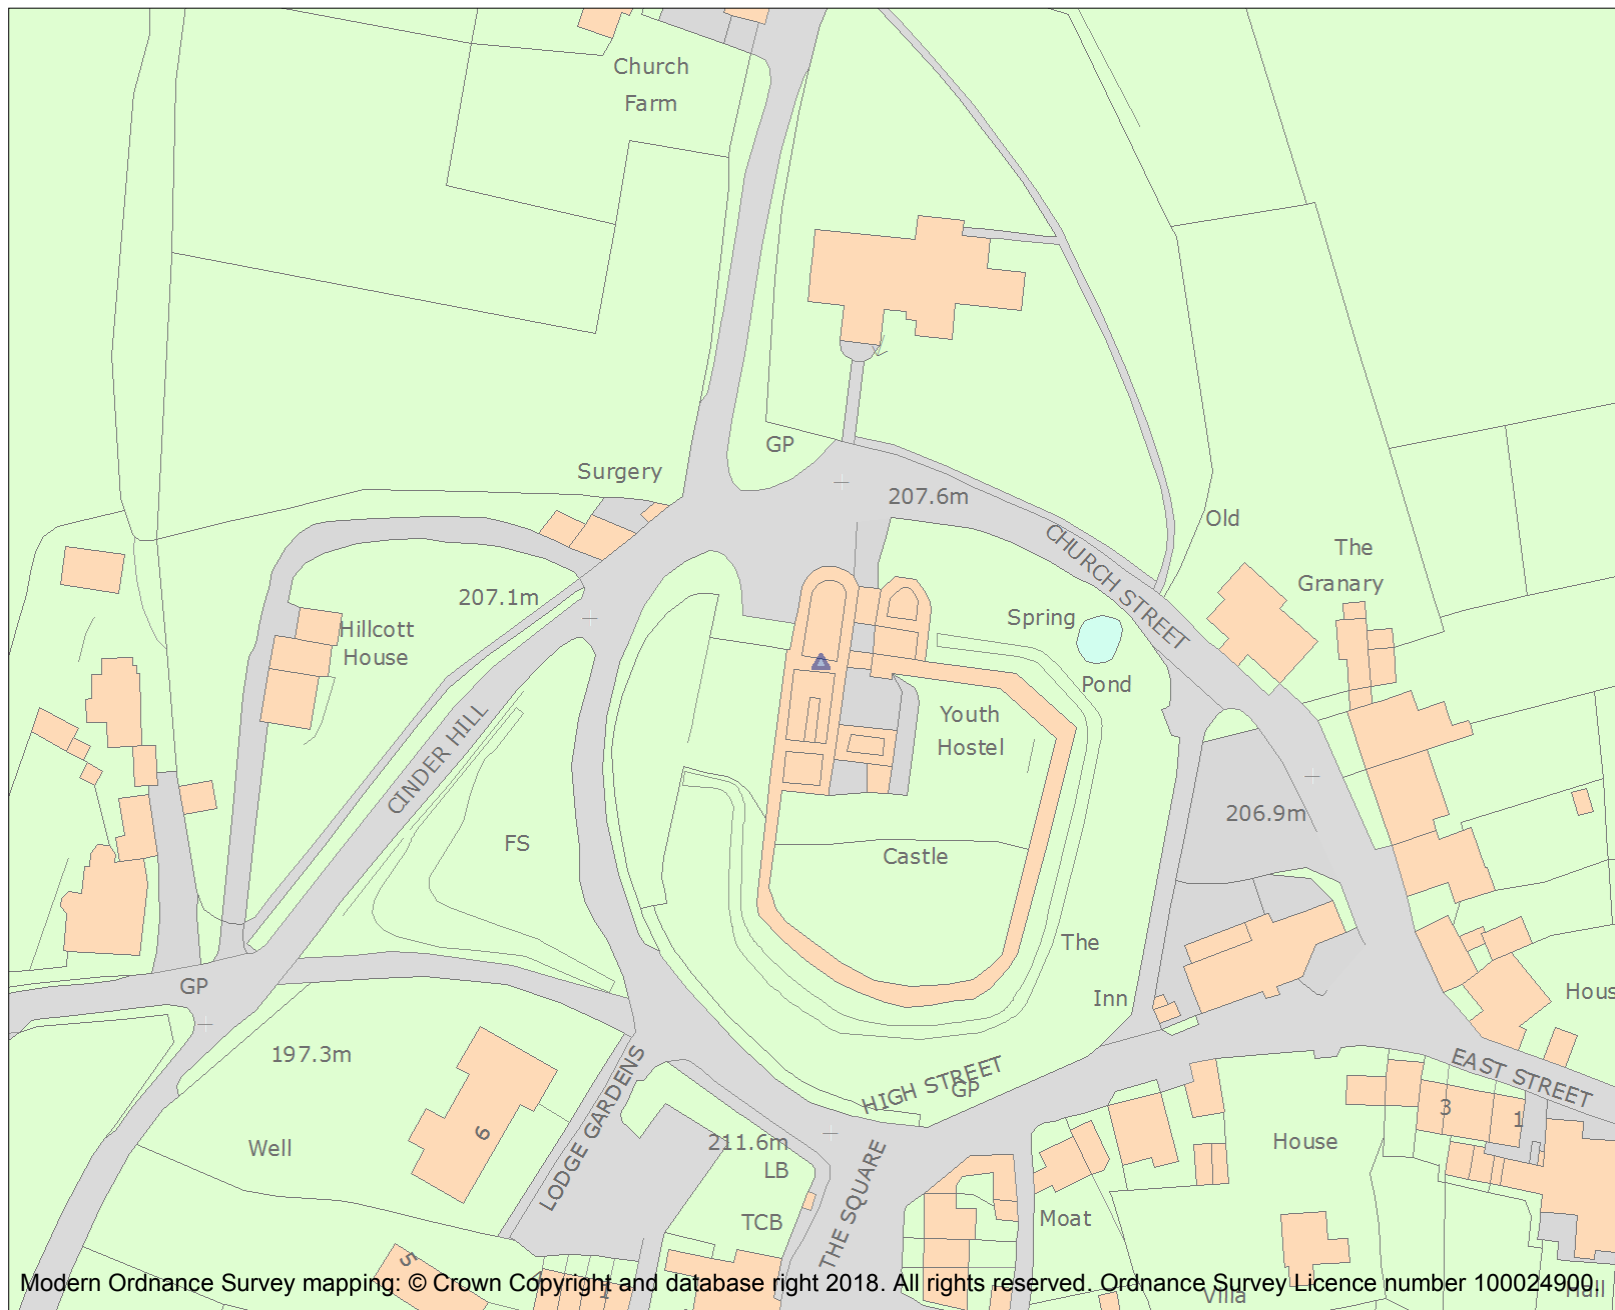 Church
Farm
GP
Surgery
207.6m
CHURCH STREET
Old
The
Granary
207.1m
Spring
Hillcott
House
Pond
Youth
Hostel
CINDER HILL
206.9m
FS
Castle
The
Inn
GP
197.3m
HIGH STREET
GP
EAST STREET
LODGE GARDENS
3
1
6
211.6m
LB
Well
House
THE SQUARE
TCB
Moat
5
1
Villa
Hall
Modern Ordnance Survey mapping: © Crown Copyright and database right 2018. All rights reserved. Ordnance Survey Licence number 100024900.